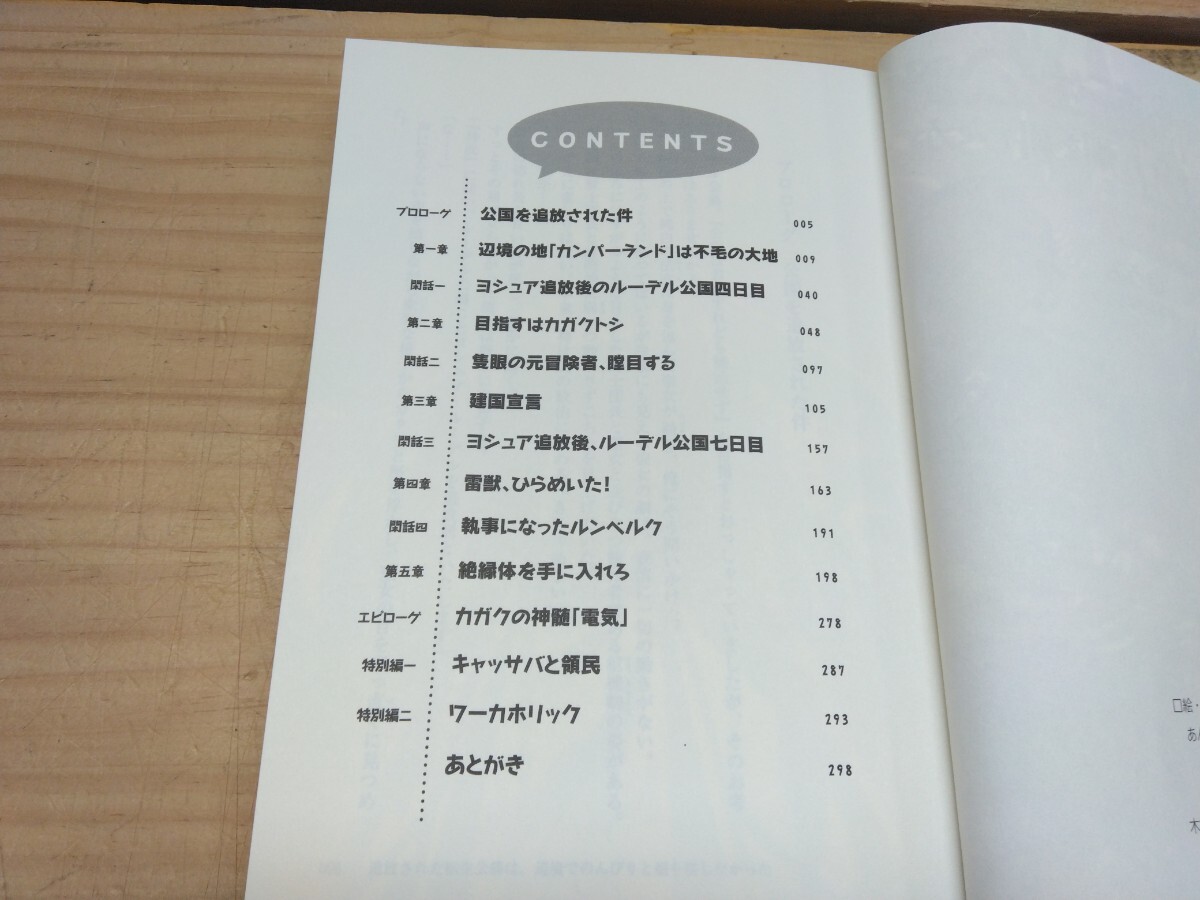 CONTENTS
プロローグ 公国を追放された件 005
第一章 辺境の地「カンバーランド」は不毛の大地 009
閑話一 ヨシュア追放後のルーデル公国四日目 040
第二章 目指すはカガクトシ 048
閑話二 隻眼の元冒険者、瞠目する 097
第三章 建国宣言 105
閑話三 ヨシュア追放後、ルーデル公国七日目 157
第四章 雷獣、ひらめいた! 163
閑話四 執事になったルンベルク 191
第五章 絶縁体を手に入れろ 198
エピローグ カガクの神髄「電気」 278
特別編一 キャッサバと領民 287
特別編二 ワーカホリック 293
あとがき 298
口絵・
あ
木